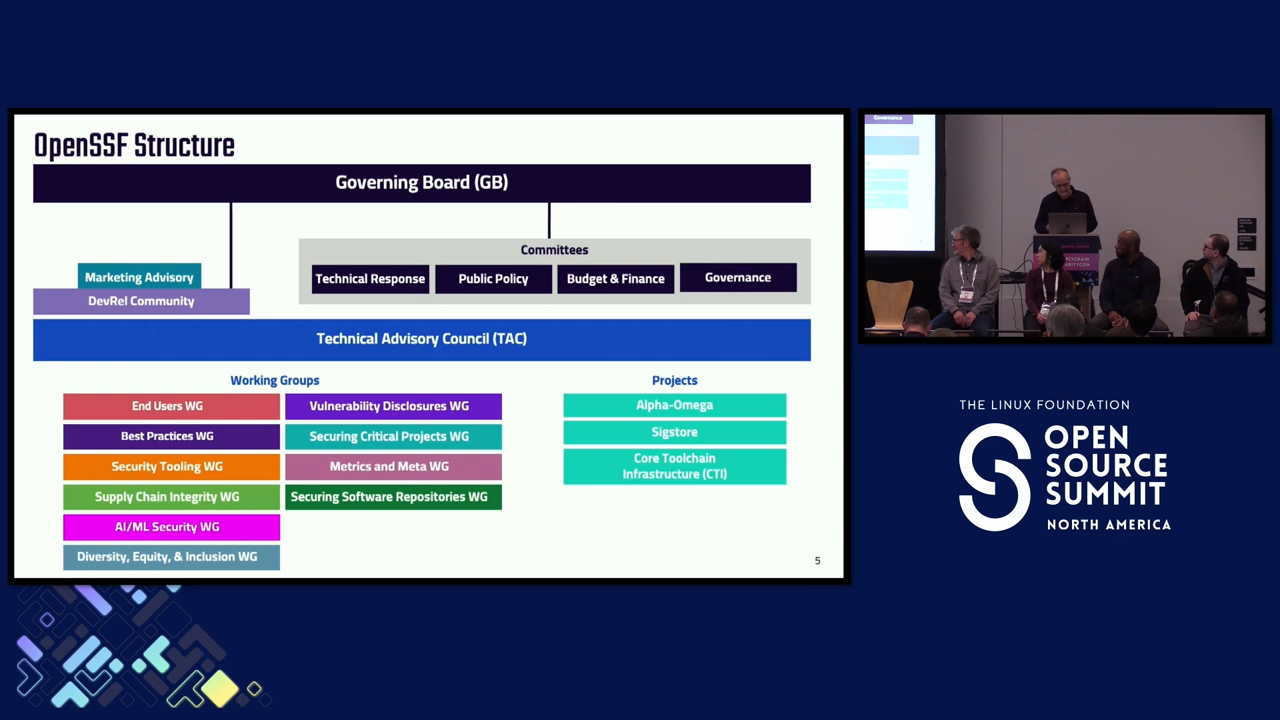 OpenSSF Structure
Governing Board (GB)
Committees
Technical Response
Public Policy
Budget & Finance
Governance
Marketing Advisory
DevRel Community
Technical Advisory Council (TAC)
Working Groups
End Users WG
Vulnerability Disclosures WG
Best Practices WG
Securing Critical Projects WG
Security Tooling WG
Metrics and Meta WG
Supply Chain Integrity WG
Securing Software Repositories WG
AI/ML Security WG
Diversity, Equity, & Inclusion WG
Projects
Alpha-Omega
Sigstore
Core Toolchain
Infrastructure (CTI)
5
Governance
THE LINUX FOUNDATION
OPEN
SOURCE
SUMMIT
NORTH AMERICA